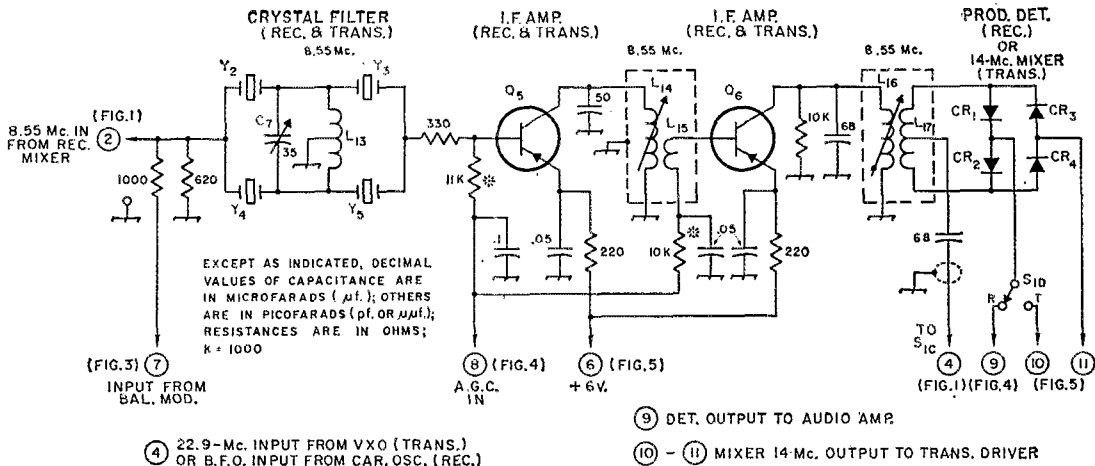 CRYSTAL FILTER
(REC. & TRANS.)
8.55 Mc.
I.F. AMP.
(REC. & TRANS.)
8.55 Mc.
I.F. AMP.
(REC. & TRANS.)
8.55 Mc.
PROD. DET.
(REC.)
OR
14-Mc. MIXER
(TRANS.)
Y2
Y3
C7
35
L13
Y4
Y5
(FIG.1)
8.55 Mc. IN
FROM REC.
MIXER
2
1000
620
330
11K *
Q5
50
L14
L15
.1
.05
220
10K *
.05
Q6
10K
68
220
L16
L17
CR1
CR2
CR3
CR4
68
S1D
R
T
EXCEPT AS INDICATED, DECIMAL
VALUES OF CAPACITANCE ARE
IN MICROFARADS (µf.); OTHERS
ARE IN PICOFARADS (pf. OR µµf.);
RESISTANCES ARE IN OHMS;
K = 1000
(FIG.3) 7
INPUT FROM
BAL. MOD.
8 (FIG.4)
A.G.C.
IN
6 (FIG.5)
+6V.
TO
S1C
4 9 10 11
(FIG.1) (FIG.4) (FIG.5)
4 22.9-Mc. INPUT FROM VXO (TRANS.)
OR B.F.O. INPUT FROM CAR. OSC. (REC.)
9 DET. OUTPUT TO AUDIO AMP.
10 - 11 MIXER 14-Mc. OUTPUT TO TRANS. DRIVER